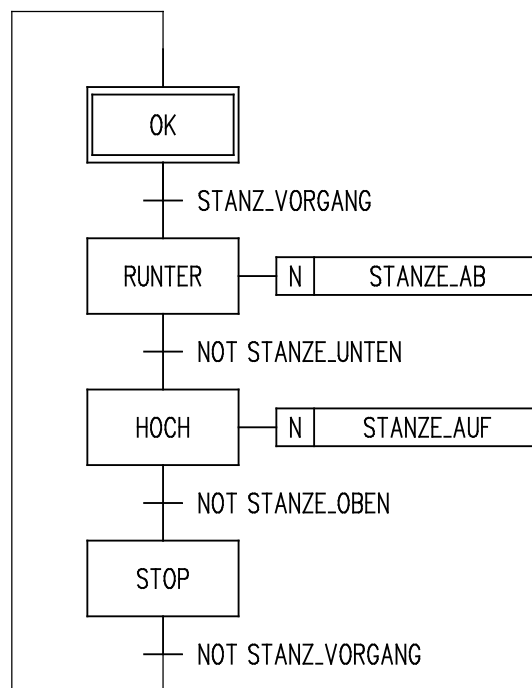 OK
STANZ_VORGANG
RUNTER N STANZE_AB
NOT STANZE_UNTEN
HOCH N STANZE_AUF
NOT STANZE_OBEN
STOP
NOT STANZ_VORGANG